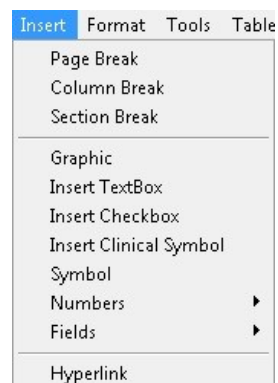 Insert Format Tools Table
Page Break
Column Break
Section Break
Graphic
Insert TextBox
Insert Checkbox
Insert Clinical Symbol
Symbol
Numbers
Fields
Hyperlink